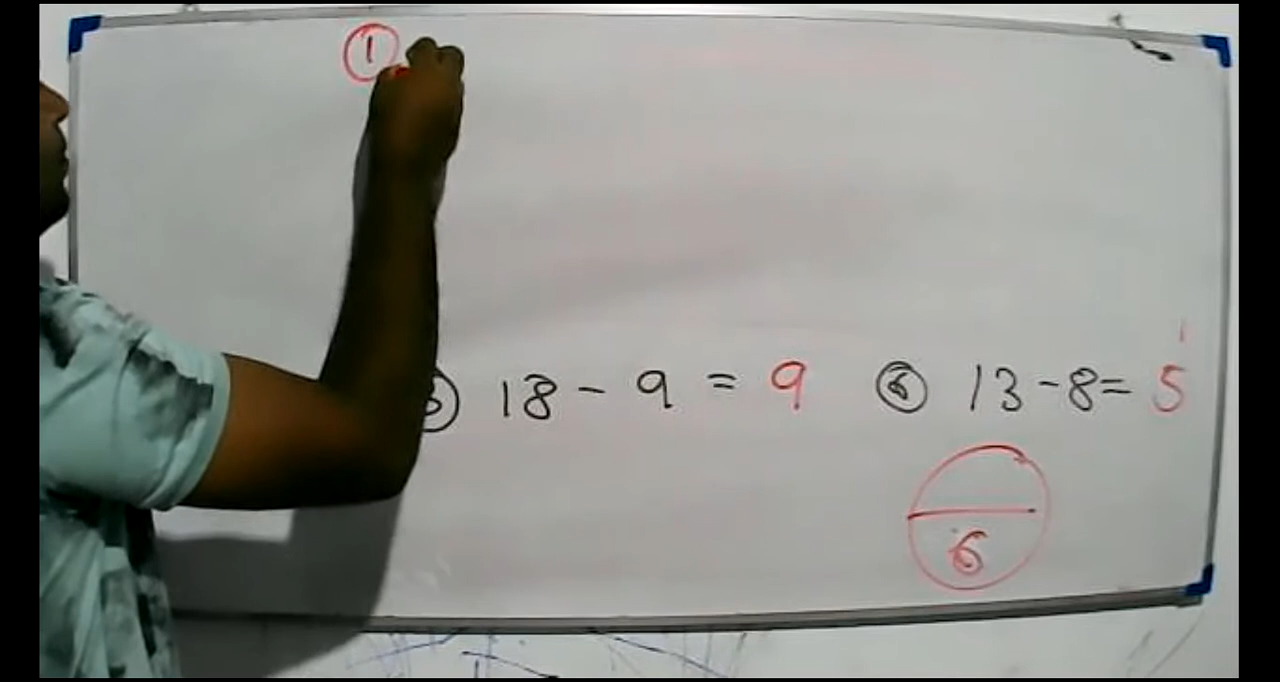 1
18 - 9 = 9 6 13 - 8 = 5
6